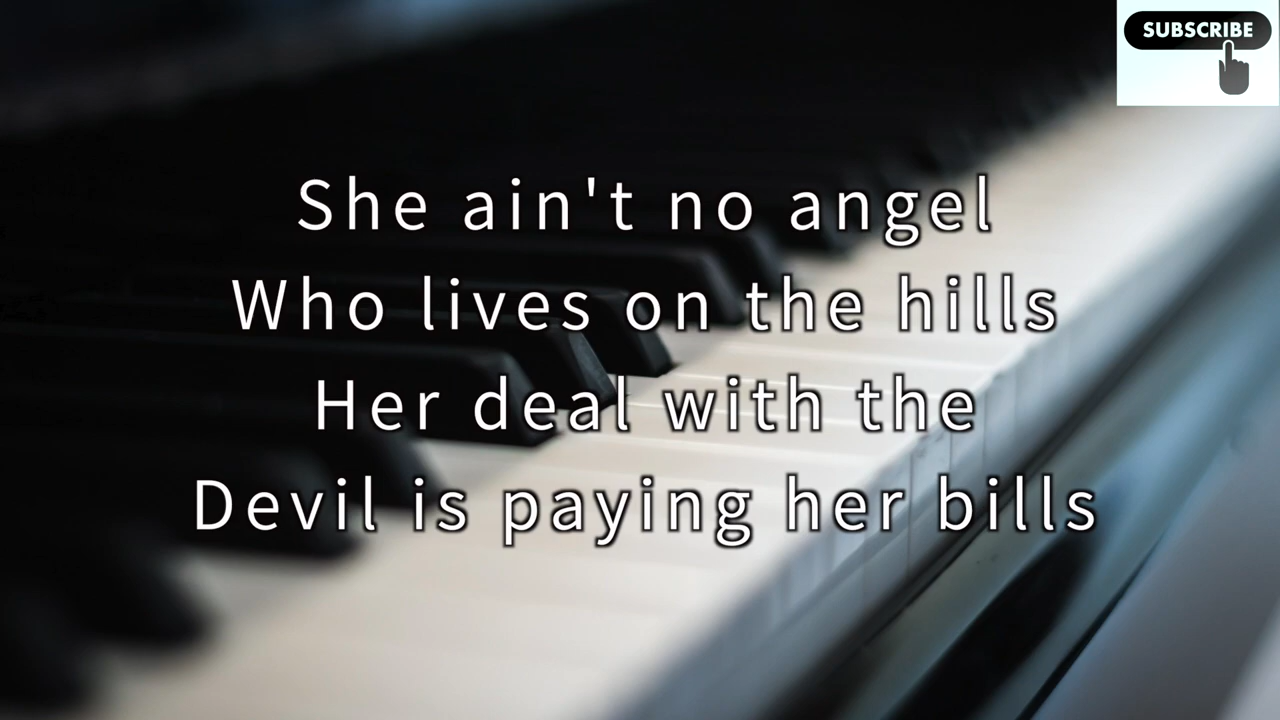 SUBSCRIBE
She ain't no angel
Who lives on the hills
Her deal with the
Devil is paying her bills